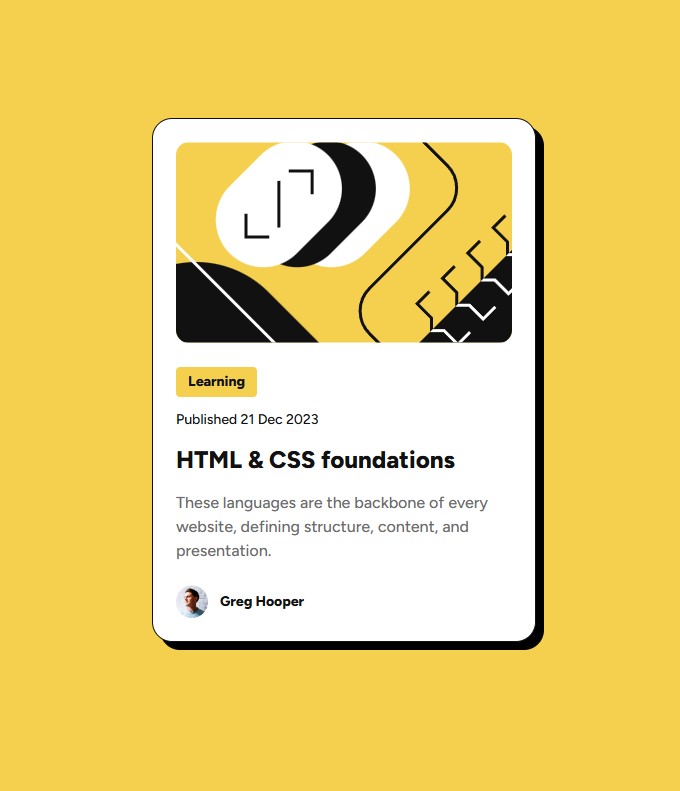 Learning
Published 21 Dec 2023
HTML & CSS foundations
These languages are the backbone of every
website, defining structure, content, and
presentation.
Greg Hooper